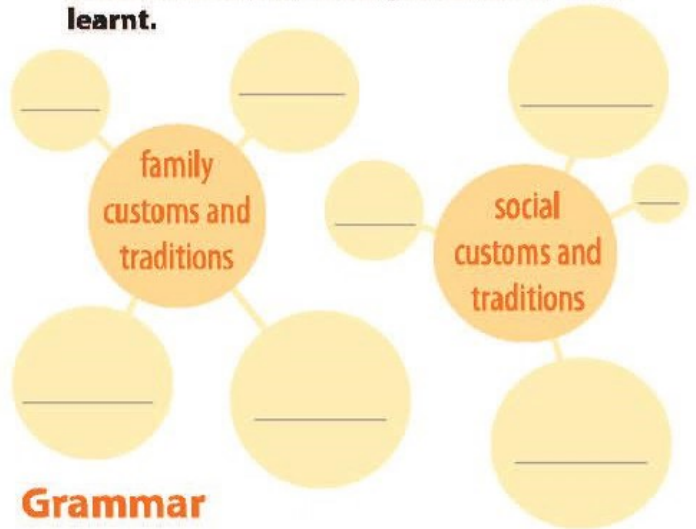 learnt.
family
customs and
traditions
social
customs and
traditions
Grammar